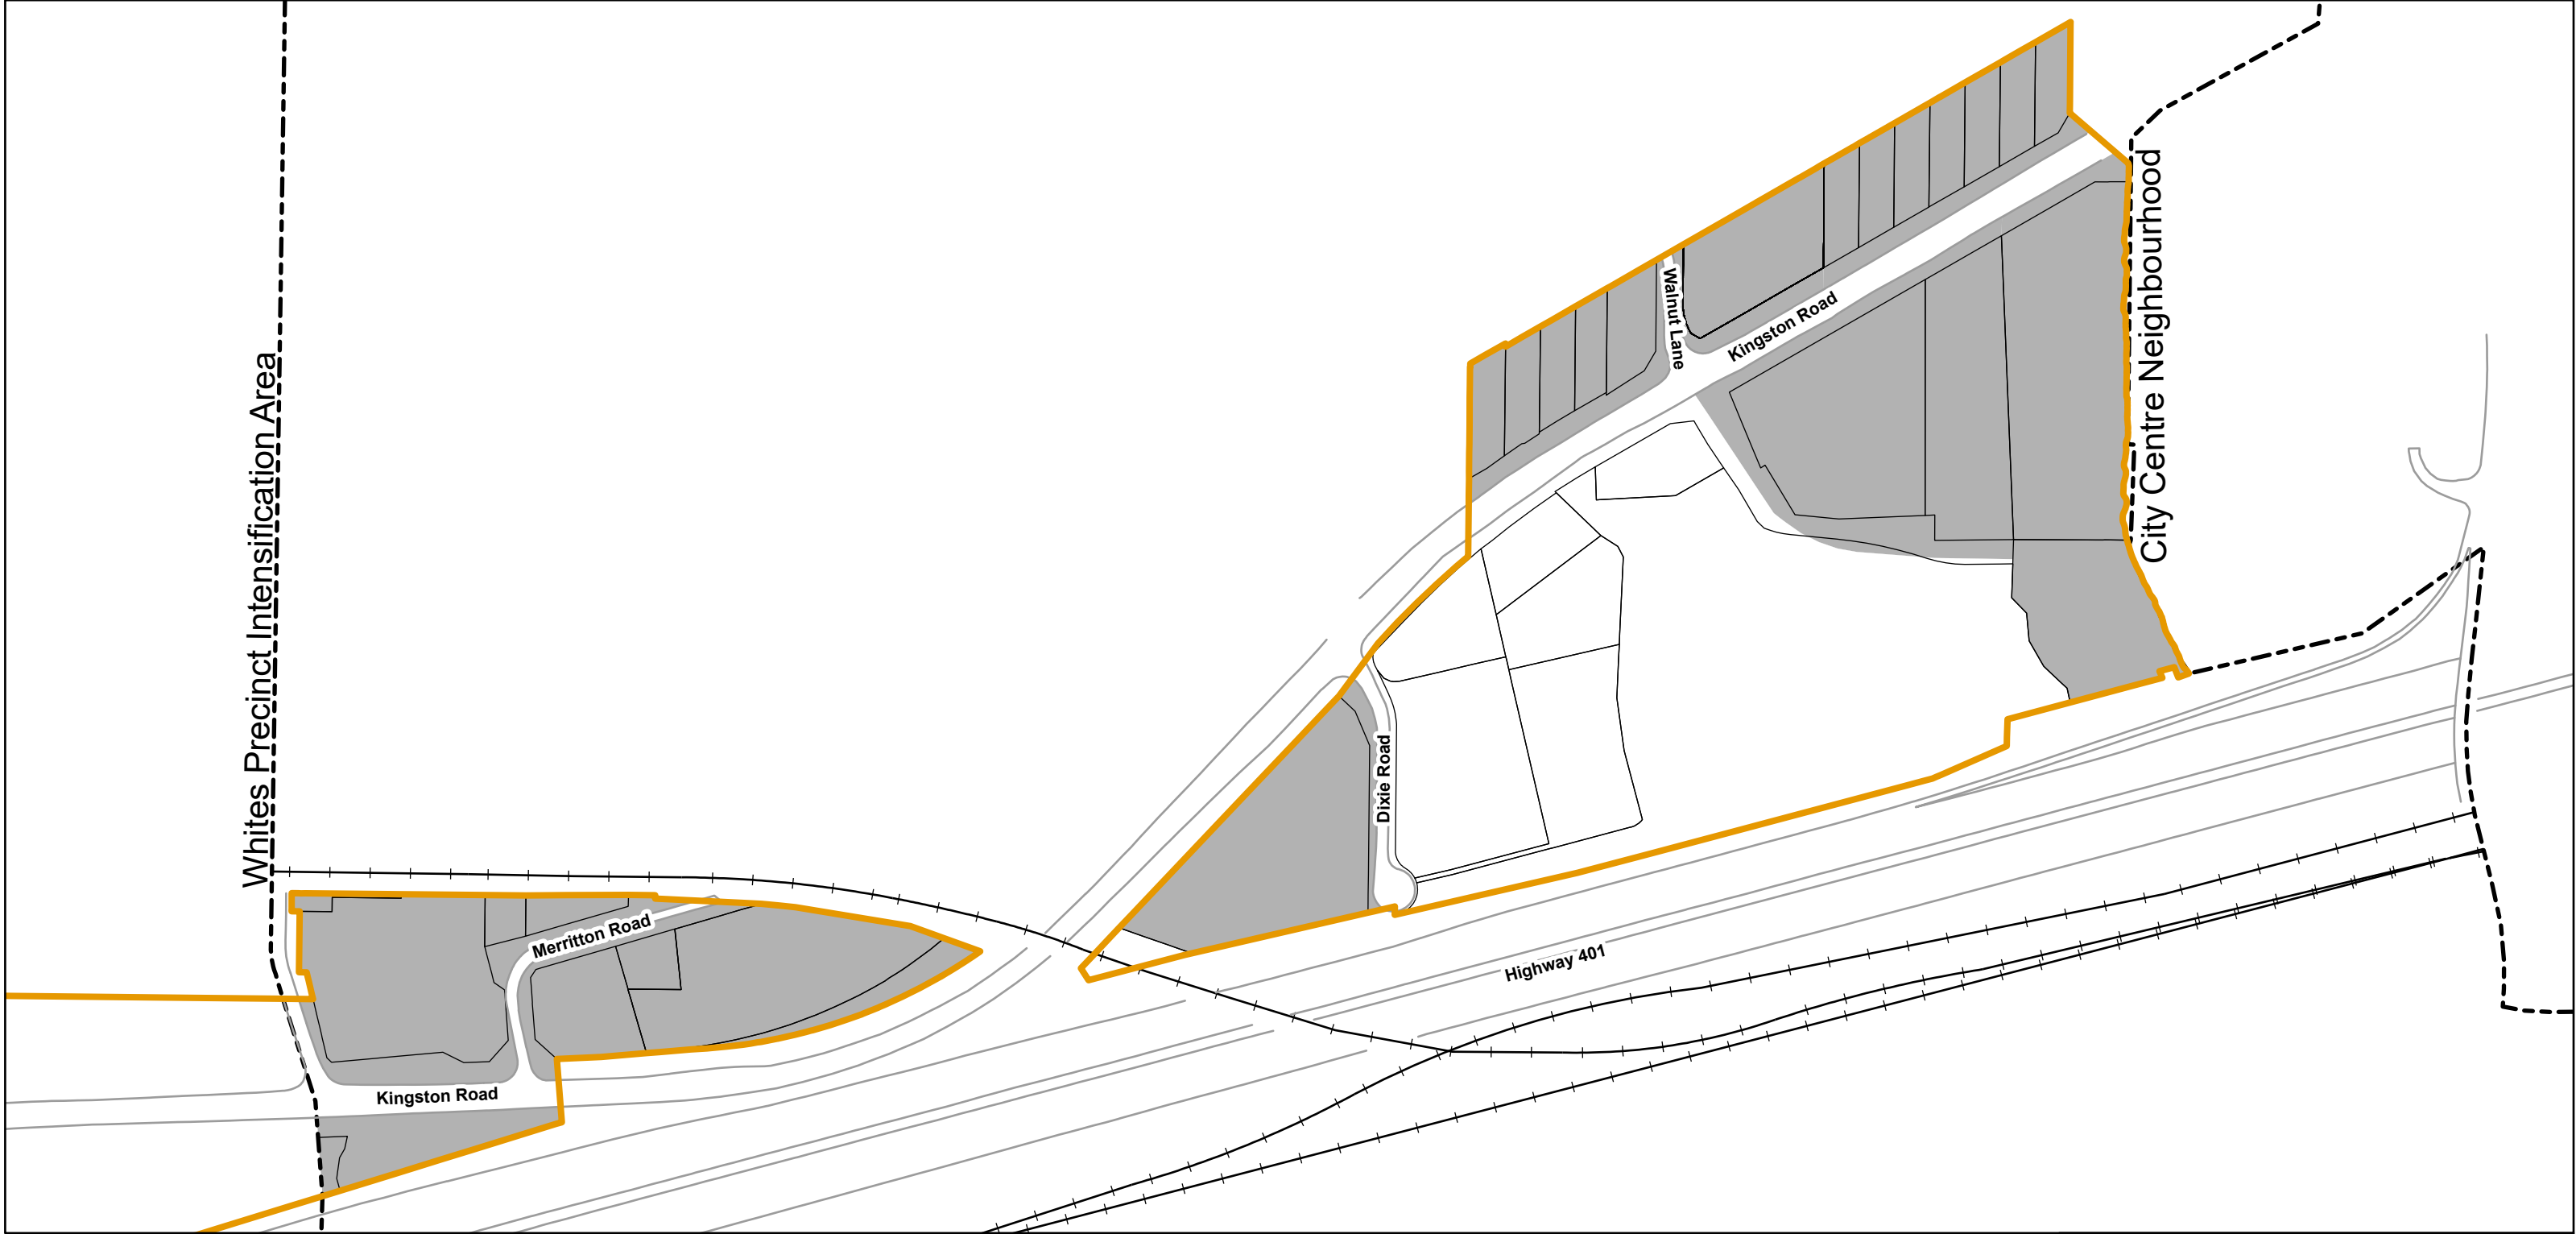 Whites Precinct Intensification Area
City Centre Neighbourhood
Walnut Lane
Kingston Road
Dixie Road
Merritton Road
Highway 401
Kingston Road